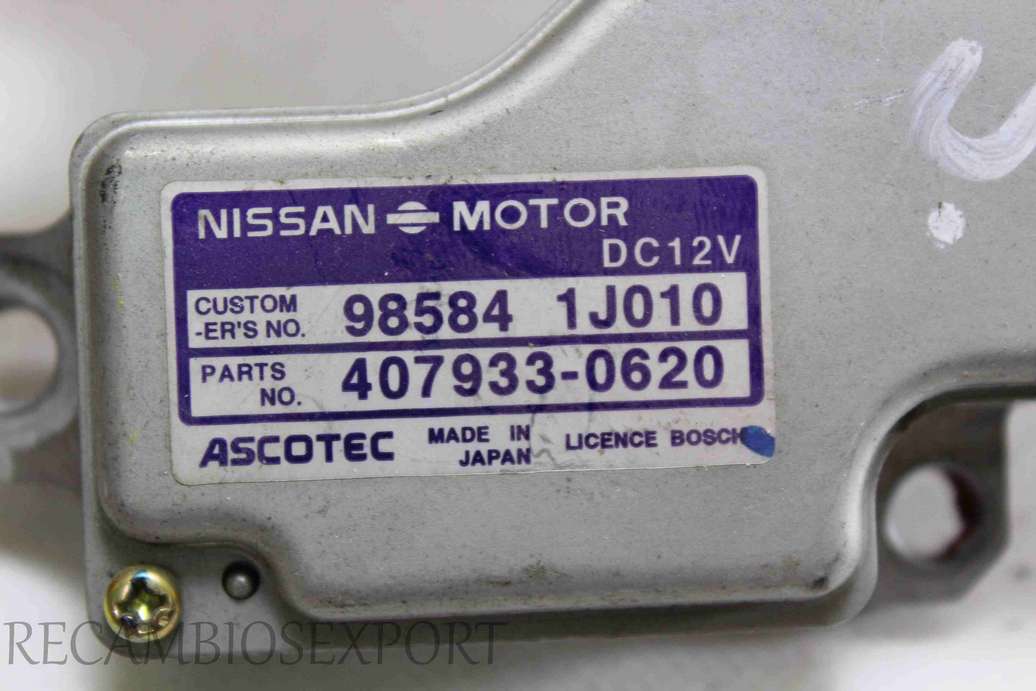 NISSAN MOTOR
DC12V
CUSTOM
-ER'S NO. 98584 1J010
PARTS
NO. 407933-0620
ASCOTEC MADE IN
JAPAN LICENCE BOSCH
RECAMBIOSEXPORT